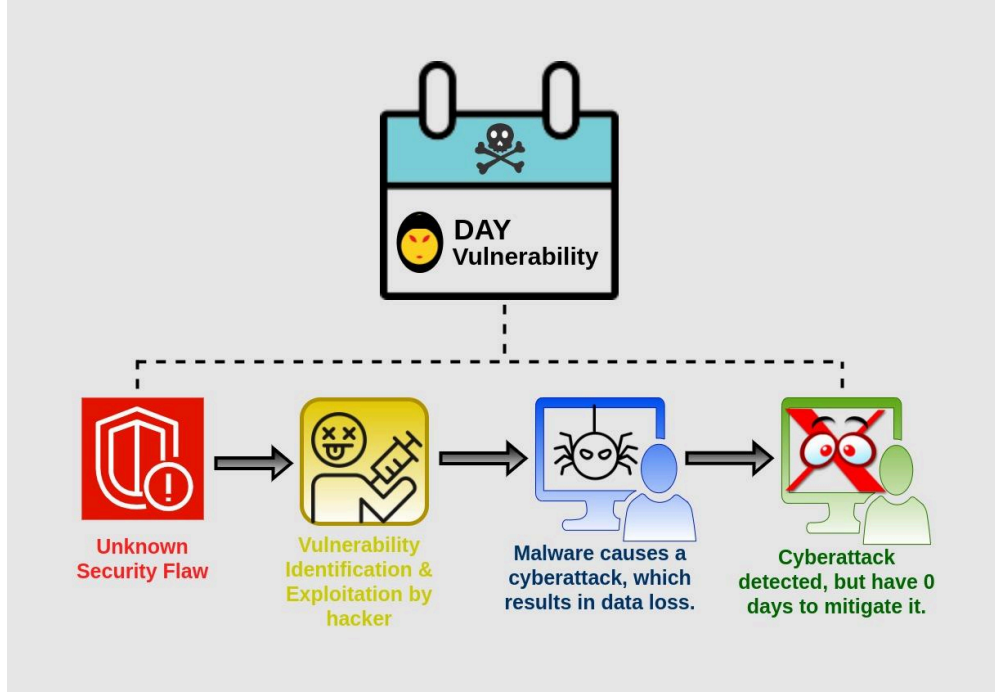 DAY
Vulnerability
Unknown
Security Flaw
Vulnerability
Identification &
Exploitation by
hacker
Malware causes a
cyberattack, which
results in data loss.
Cyberattack
detected, but have 0
days to mitigate it.